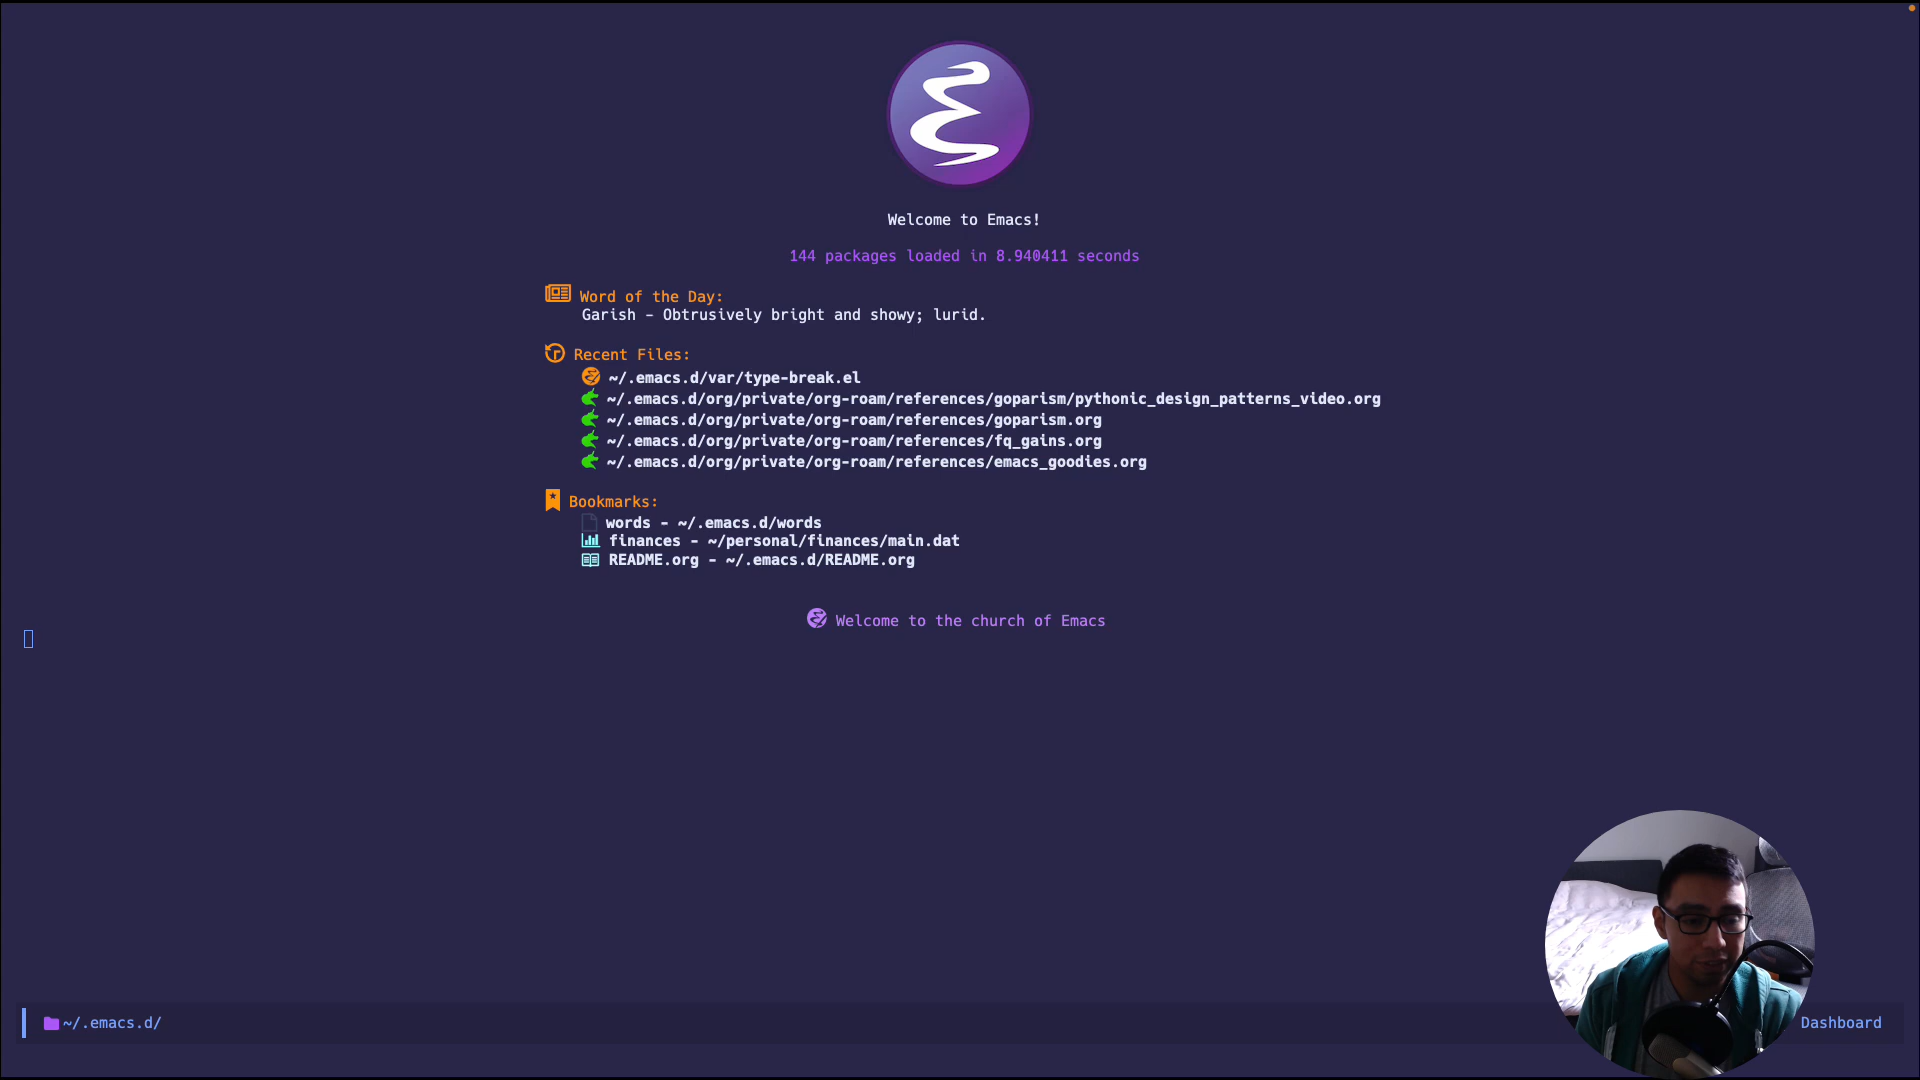 Welcome to Emacs!
144 packages loaded in 8.940411 seconds
Word of the Day:
Garish - Obtrusively bright and showy; lurid.
Recent Files:
~/.emacs.d/var/type-break.el
~/.emacs.d/org/private/org-roam/references/goparism/pythonic_design_patterns_video.org
~/.emacs.d/org/private/org-roam/references/goparism.org
~/.emacs.d/org/private/org-roam/references/fq_gains.org
~/.emacs.d/org/private/org-roam/references/emacs_goodies.org
Bookmarks:
words - ~/.emacs.d/words
finances - ~/personal/finances/main.dat
README.org - ~/.emacs.d/README.org
Welcome to the church of Emacs
~/.emacs.d/ Dashboard